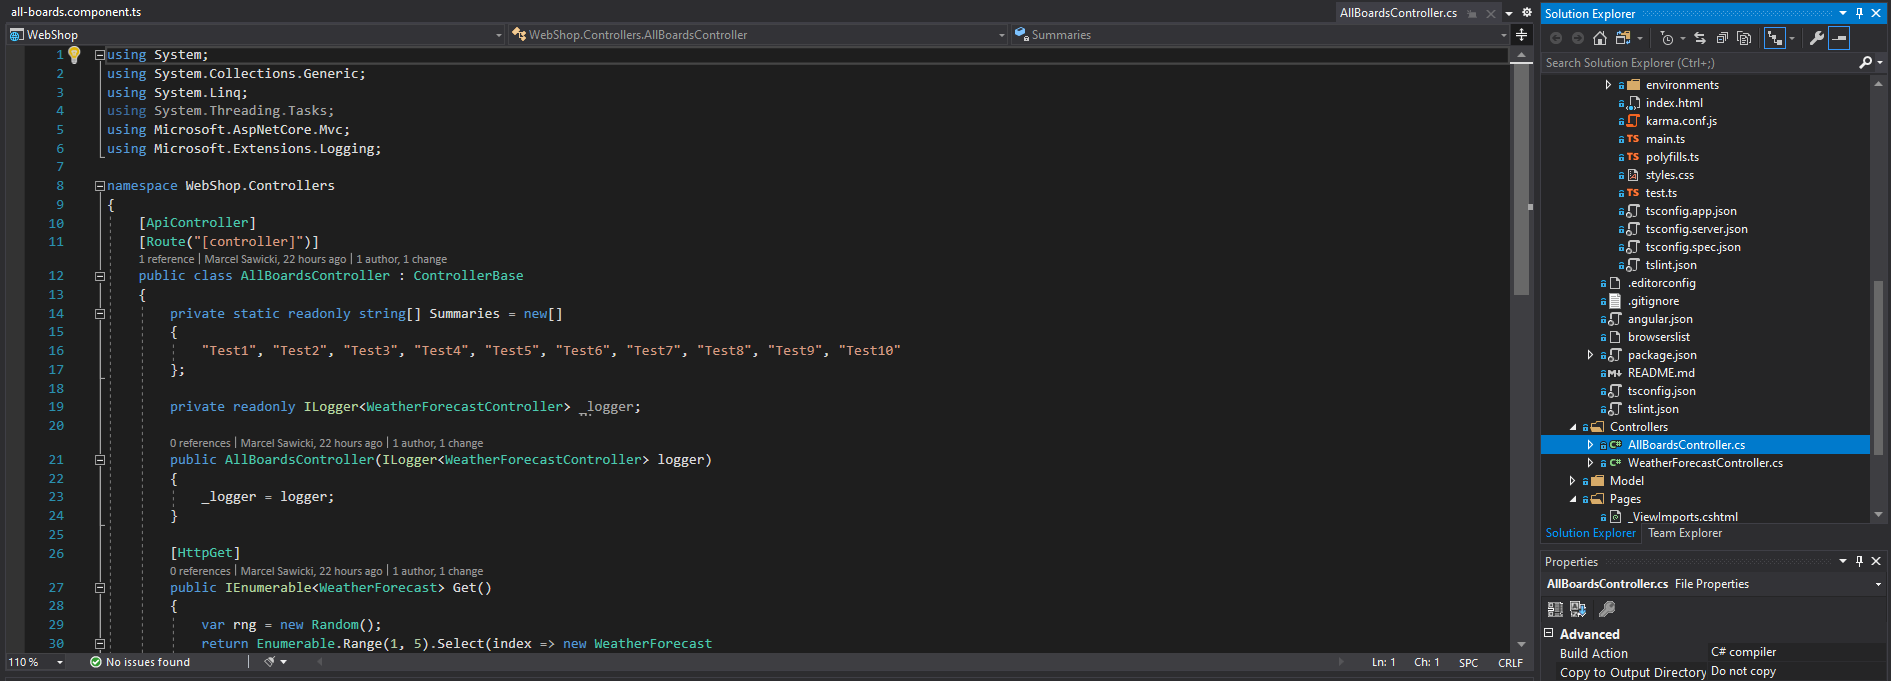 all-boards.component.ts
AllBoardsController.cs
WebShop
WebShop.Controllers.AllBoardsController
Summaries
1 using System;
2 using System.Collections.Generic;
3 using System.Linq;
4 using System.Threading.Tasks;
5 using Microsoft.AspNetCore.Mvc;
6 using Microsoft.Extensions.Logging;
7
8 namespace WebShop.Controllers
9 {
10 [ApiController]
11 [Route("[controller]")]
1 reference | Marcel Sawicki, 22 hours ago | 1 author, 1 change
12 public class AllBoardsController : ControllerBase
13 {
14 private static readonly string[] Summaries = new[]
15 {
16 "Test1", "Test2", "Test3", "Test4", "Test5", "Test6", "Test7", "Test8", "Test9", "Test10"
17 };
18
19 private readonly ILogger<WeatherForecastController> _logger;
20
0 references | Marcel Sawicki, 22 hours ago | 1 author, 1 change
21 public AllBoardsController(ILogger<WeatherForecastController> logger)
22 {
23 _logger = logger;
24 }
25
26 [HttpGet]
0 references | Marcel Sawicki, 22 hours ago | 1 author, 1 change
27 public IEnumerable<WeatherForecast> Get()
28 {
29 var rng = new Random();
30 return Enumerable.Range(1, 5).Select(index => new WeatherForecast
110 %
No issues found
Ln: 1
Ch: 1
SPC
CRLF
Solution Explorer
Search Solution Explorer (Ctrl+;)
environments
index.html
karma.conf.js
TS main.ts
TS polyfills.ts
styles.css
TS test.ts
tsconfig.app.json
tsconfig.server.json
tsconfig.spec.json
tslint.json
.editorconfig
.gitignore
angular.json
browserslist
package.json
M README.md
tsconfig.json
tslint.json
Controllers
C# AllBoardsController.cs
C# WeatherForecastController.cs
Model
Pages
_ViewImports.cshtml
Solution Explorer
Team Explorer
Properties
AllBoardsController.cs File Properties
Advanced
Build Action C# compiler
Copy to Output Directory Do not copy